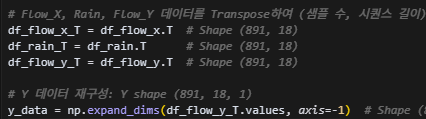 # Flow_X, Rain, Flow_Y 데이터를 Transpose하여 (샘플 수, 시퀀스 길이)
df_flow_x_T = df_flow_x.T  # Shape (891, 18)
df_rain_T = df_rain.T      # Shape (891, 18)
df_flow_y_T = df_flow_y.T  # Shape (891, 18)
# Y 데이터 재구성: Y shape (891, 18, 1)
y_data = np.expand_dims(df_flow_y_T.values, axis=-1)  # Shape (